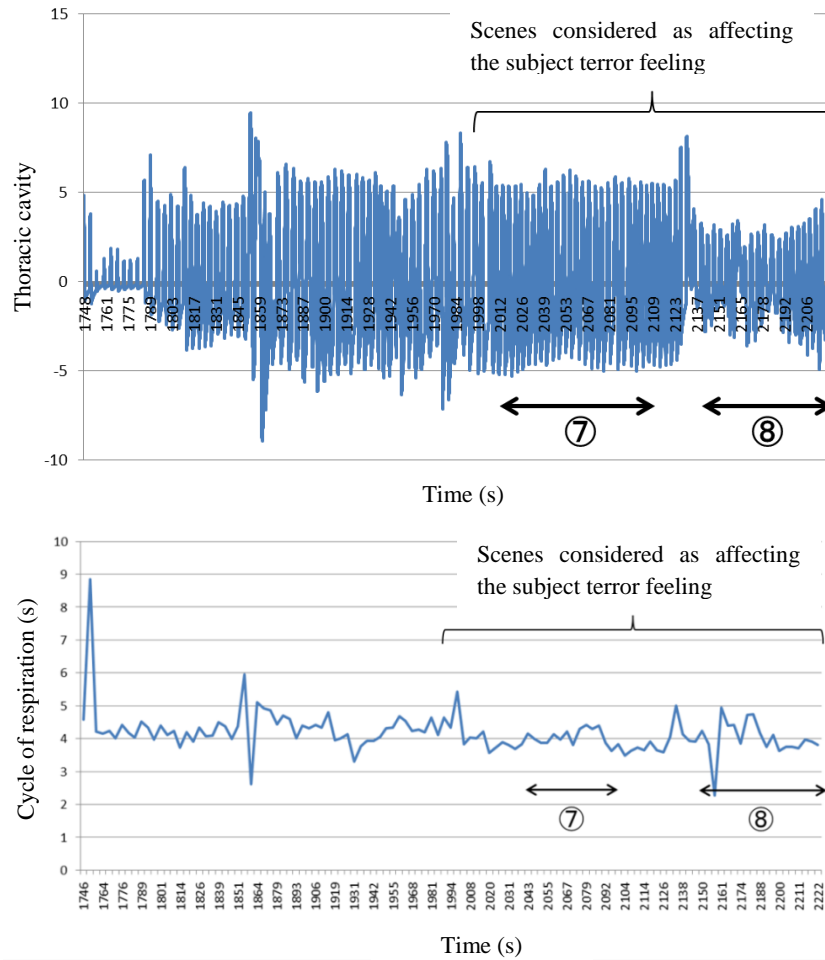 Scenes considered as affecting
the subject terror feeling
15
10
5
0
-5
-10
Thoracic cavity
1748 1761 1775 1789 1803 1817 1831 1845 1859 1873 1887 1900 1914 1928 1942 1956 1970 1984 1998 2012 2026 2039 2053 2067 2081 2095 2109 2123 2137 2151 2165 2178 2192 2206
⑦ ⑧
Time (s)
Scenes considered as affecting
the subject terror feeling
10
9
8
7
6
5
4
3
2
1
0
Cycle of respiration (s)
⑦ ⑧
1746 1764 1776 1789 1802 1814 1826 1839 1851 1864 1879 1893 1906 1919 1931 1942 1955 1968 1981 1994 2008 2020 2031 2043 2055 2067 2079 2092 2104 2114 2126 2138 2150 2161 2174 2188 2200 2211 2222
Time (s)